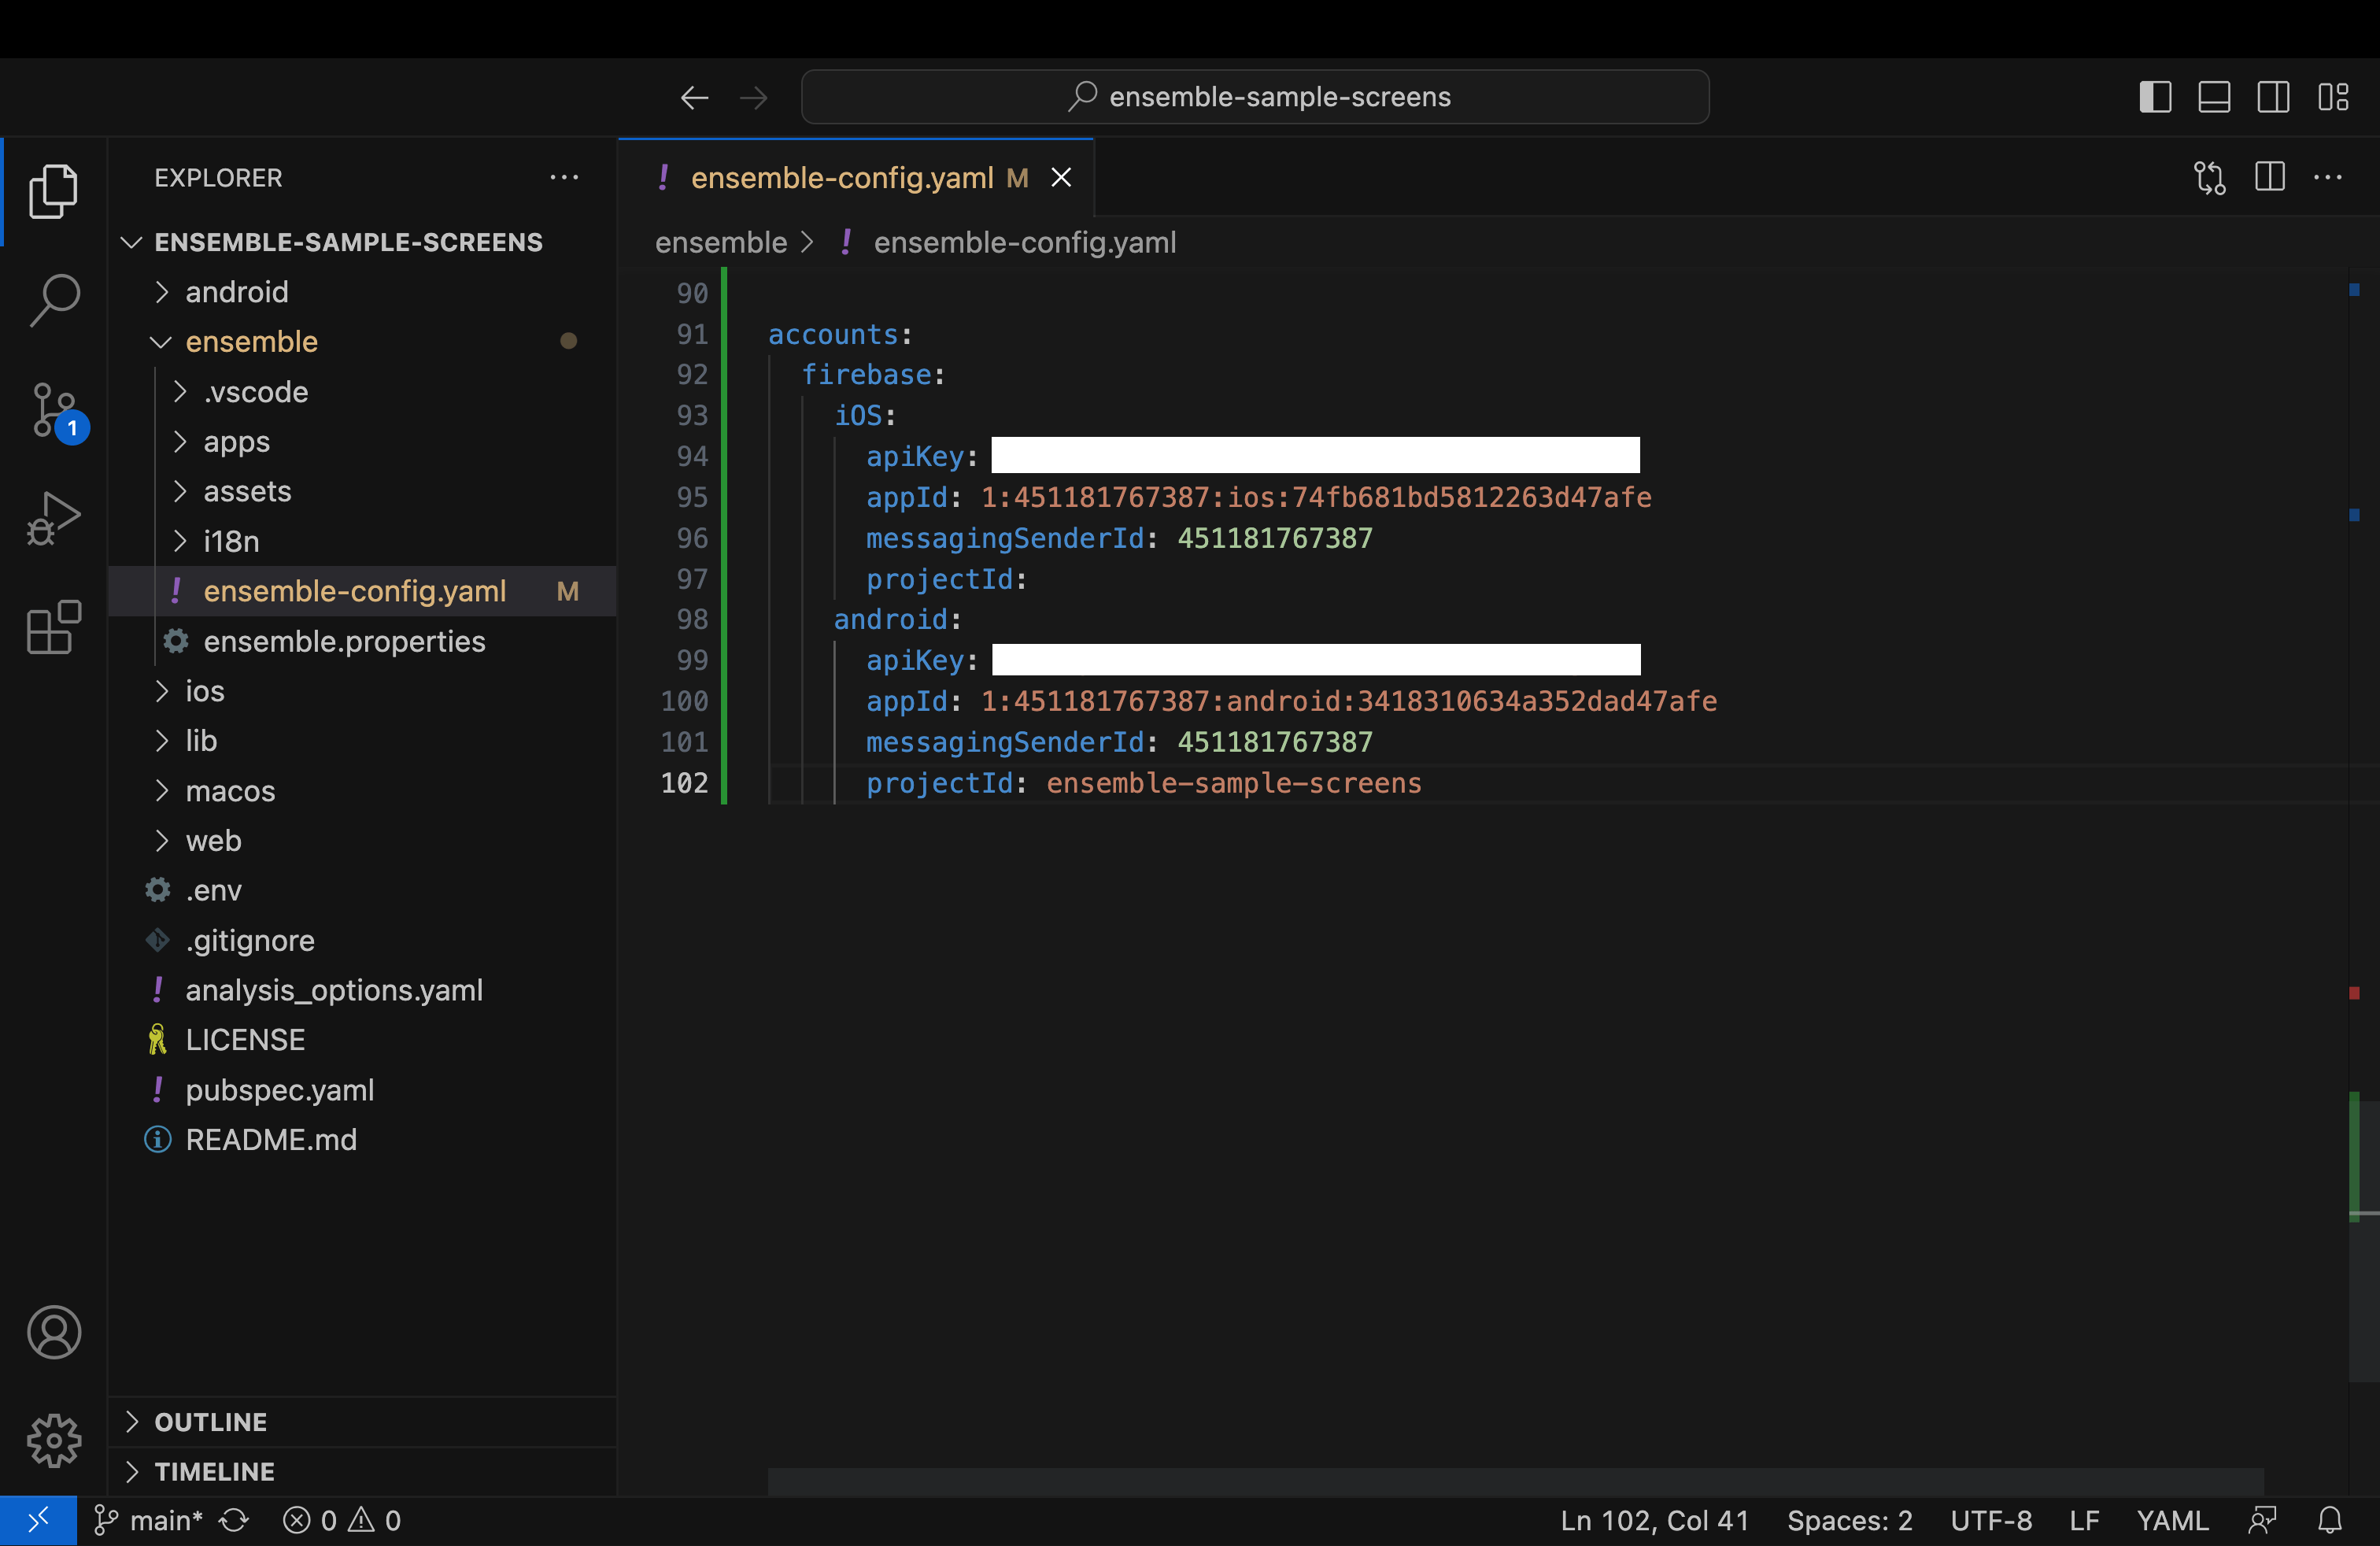 ensemble-sample-screens
EXPLORER
ENSEMBLE-SAMPLE-SCREENS
android
ensemble
.vscode
apps
assets
i18n
ensemble-config.yaml M
ensemble.properties
ios
lib
macos
web
.env
.gitignore
analysis_options.yaml
LICENSE
pubspec.yaml
README.md
OUTLINE
TIMELINE
1
! ensemble-config.yaml M
ensemble > ! ensemble-config.yaml
90
91 accounts:
92 firebase:
93 iOS:
94 apiKey:
95 appId: 1:451181767387:ios:74fb681bd5812263d47afe
96 messagingSenderId: 451181767387
97 projectId:
98 android:
99 apiKey:
100 appId: 1:451181767387:android:3418310634a352dad47afe
101 messagingSenderId: 451181767387
102 projectId: ensemble-sample-screens
main* 0 0 Ln 102, Col 41 Spaces: 2 UTF-8 LF YAML